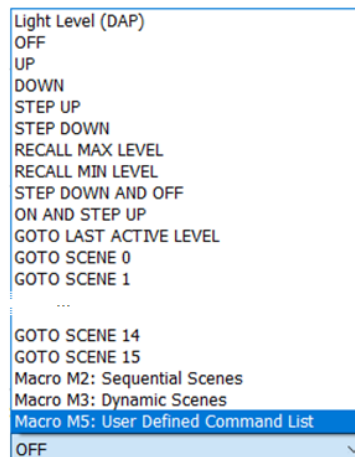 Light Level (DAP)
OFF
UP
DOWN
STEP UP
STEP DOWN
RECALL MAX LEVEL
RECALL MIN LEVEL
STEP DOWN AND OFF
ON AND STEP UP
GOTO LAST ACTIVE LEVEL
GOTO SCENE 0
GOTO SCENE 1
...
GOTO SCENE 14
GOTO SCENE 15
Macro M2: Sequential Scenes
Macro M3: Dynamic Scenes
Macro M5: User Defined Command List
OFF